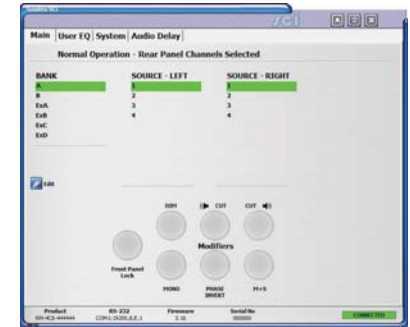 SCI
Main User EQ System Audio Delay
Normal Operation - Rear Panel Channels Selected
BANK SOURCE - LEFT SOURCE - RIGHT
A 1 1
B 2 2
ExA 3 3
ExB 4 4
ExC
ExD
Edit
DIM CUT CUT
Modifiers
Front Panel Lock
MONO PHASE INVERT M+S
Product RS-232 Firmware Serial No
CONNECTED